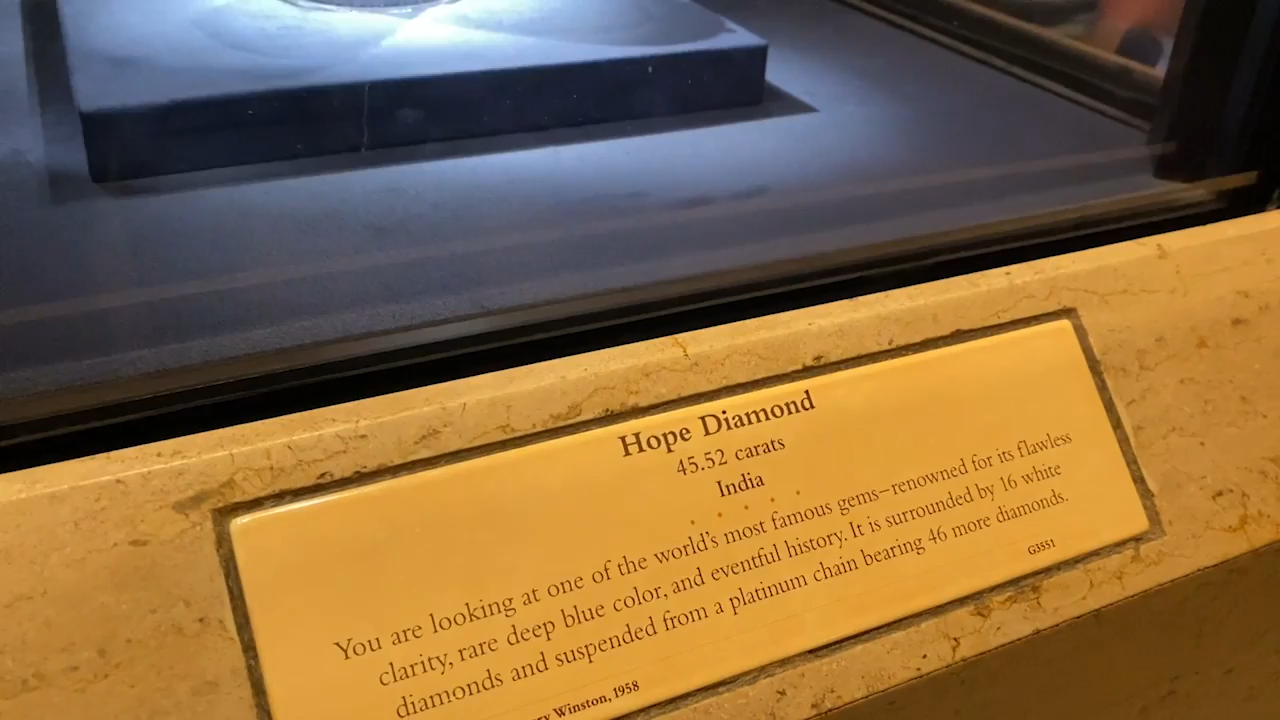 Hope Diamond
45.52 carats
India
You are looking at one of the world's most famous gems—renowned for its flawless
clarity, rare deep blue color, and eventful history. It is surrounded by 16 white
diamonds and suspended from a platinum chain bearing 46 more diamonds.
G3551
Winston, 1958